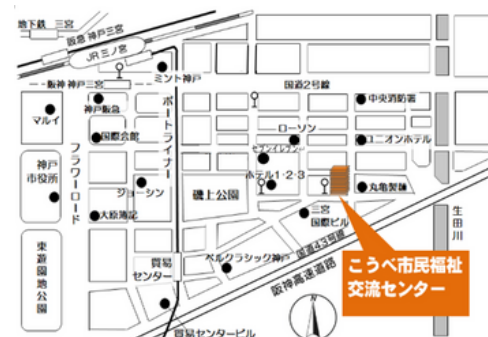 地下鉄 三宮
阪急 神戸三宮
JR三ノ宮
ミント神戸
阪神 神戸三宮
国道2号線
マルイ
神戸阪急
ポートライナー
中央消防署
国際会館
ローソン
ユニオンホテル
フラワーロード
セブンイレブン
神戸
市役所
ジョーシン
磯上公園
ホテル1・2・3
丸亀製麺
大原簿記
三宮
国際ビル
生田川
東遊園地公園
貿易
センター
ベルクラシック神戸
国道43号線
阪神高速道路
こうべ市民福祉
交流センター
貿易センタービル
N